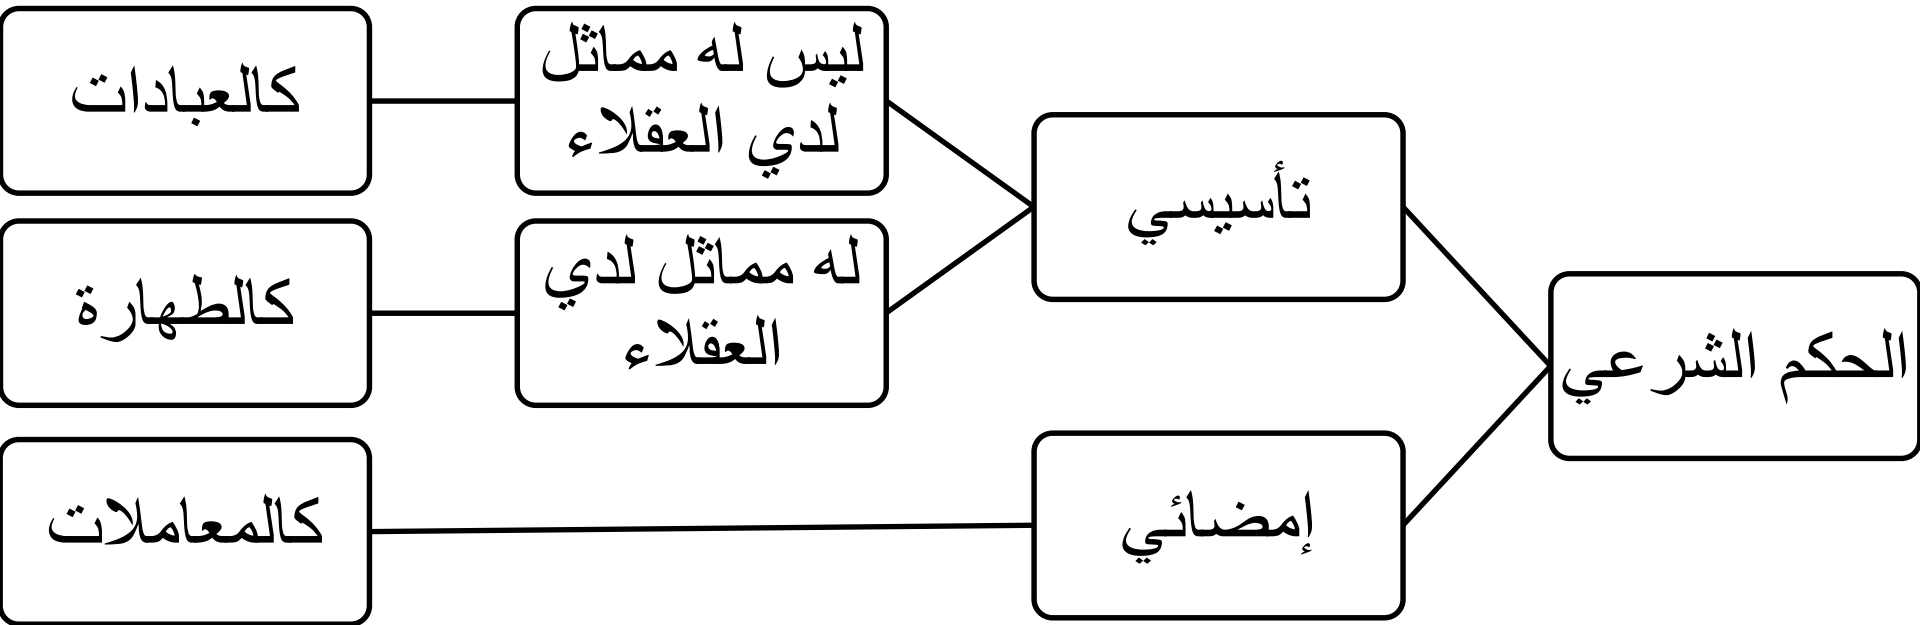 الحكم الشرعي
تأسيسي
ليس له مماثل
لدي العقلاء
كالعبادات
له مماثل لدي
العقلاء
كالطهارة
إمضائي
كالمعاملات